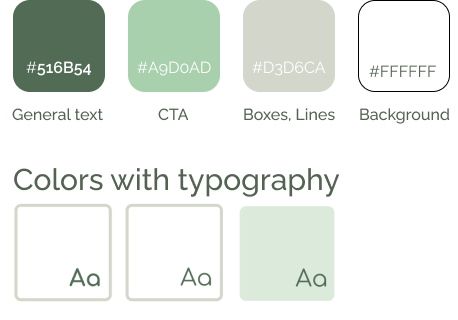 #516B54 #A9D0AD #D3D6CA #FFFFFF
General text CTA Boxes, Lines Background
Colors with typography
Aa Aa Aa